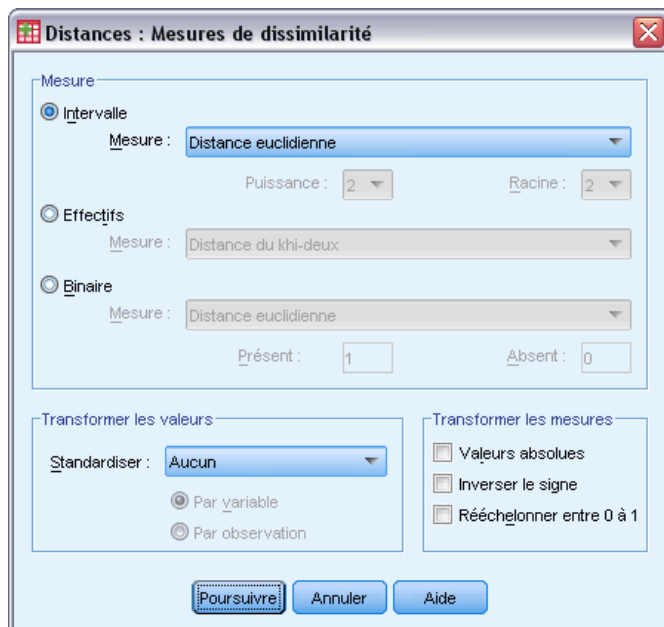 Distances : Mesures de dissimilarité
Mesure
Intervalle
Mesure : Distance euclidienne
Puissance : 2 Racine : 2
Effectifs
Mesure : Distance du khi-deux
Binaire
Mesure : Distance euclidienne
Présent : 1 Absent : 0
Transformer les valeurs
Standardiser : Aucun
Par variable
Par observation
Transformer les mesures
Valeurs absolues
Inverser le signe
Rééchelonner entre 0 à 1
Poursuivre Annuler Aide